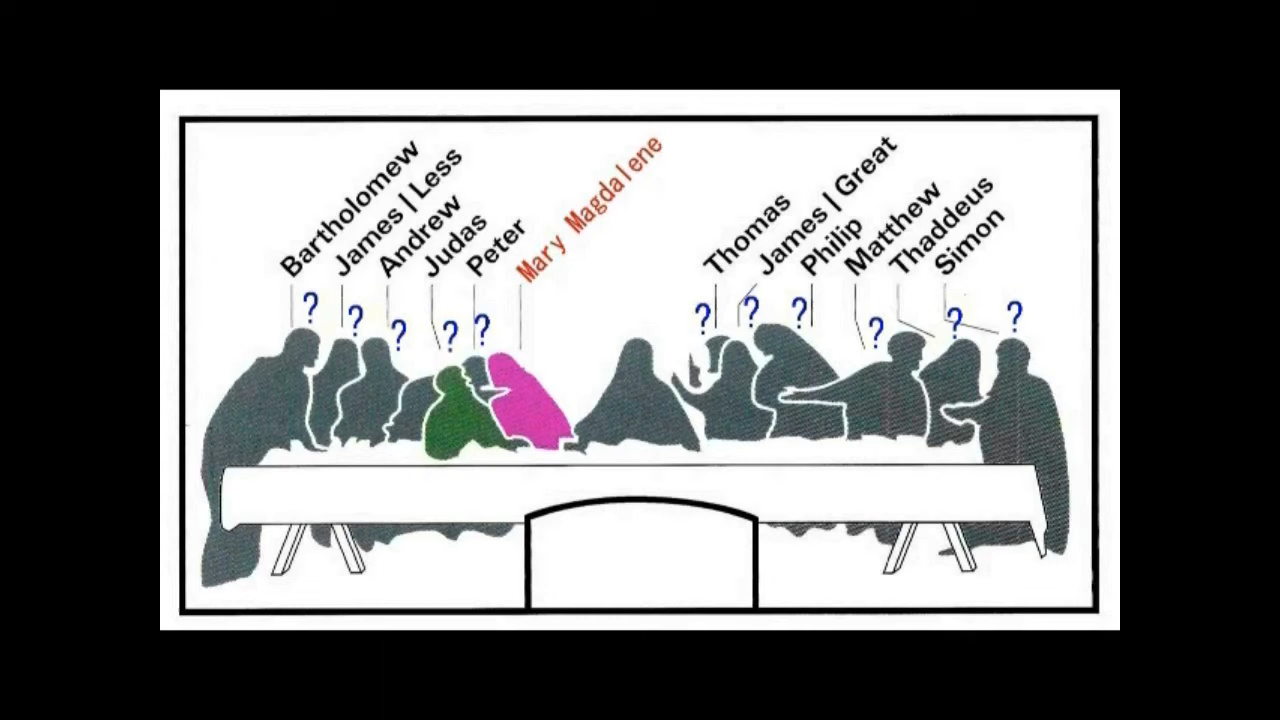 Bartholomew
James | Less
Andrew
Judas
Peter
Mary Magdalene
Thomas
James | Great
Philip
Matthew
Thaddeus
Simon
? ? ? ? ? ? ? ? ? ? ?